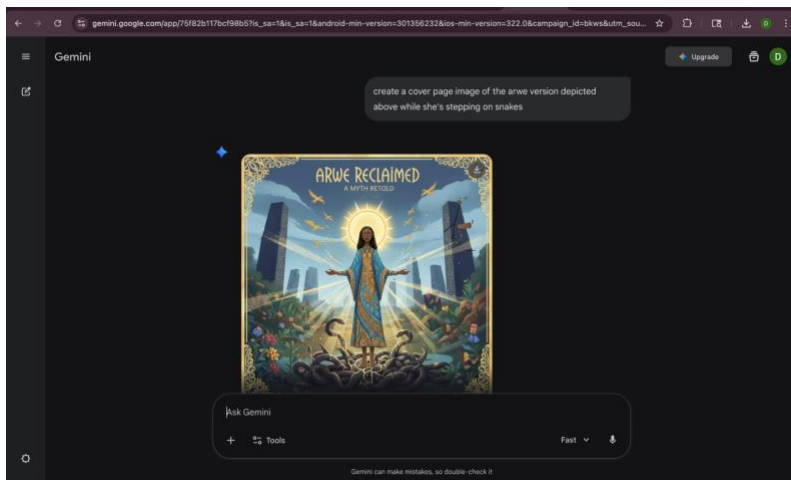 gemini.google.com/app/75f82b117bcf98b5?is_sa=1&is_sa=1&android-min-version=301356232&ios-min-version=322.0&campaign_id=bkws&utm_sou...
Gemini
Upgrade
D
create a cover page image of the arwe version depicted
above while she's stepping on snakes
ARWE RECLAIMED
A MYTH RETOLD
Ask Gemini
Tools
Fast
Gemini can make mistakes, so double-check it